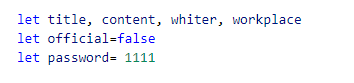 let title, content, whiter, workplace
let official=false
let password= 1111